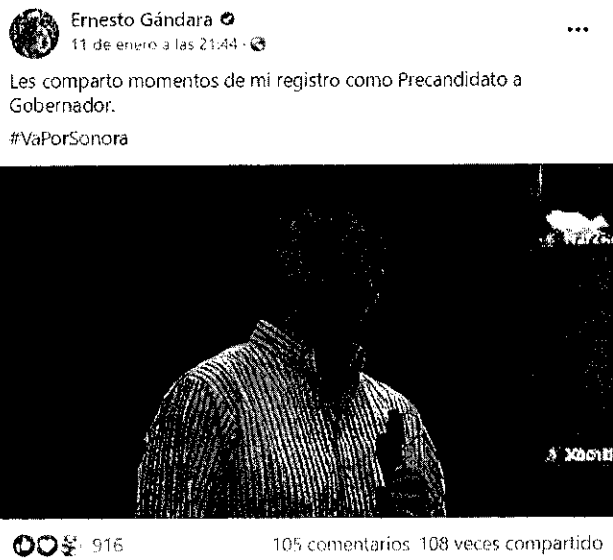 Ernesto Gándara
11 de enero a las 21:44 ·
Les comparto momentos de mi registro como Precandidato a
Gobernador.
#VaPorSonora
916
105 comentarios 108 veces compartido